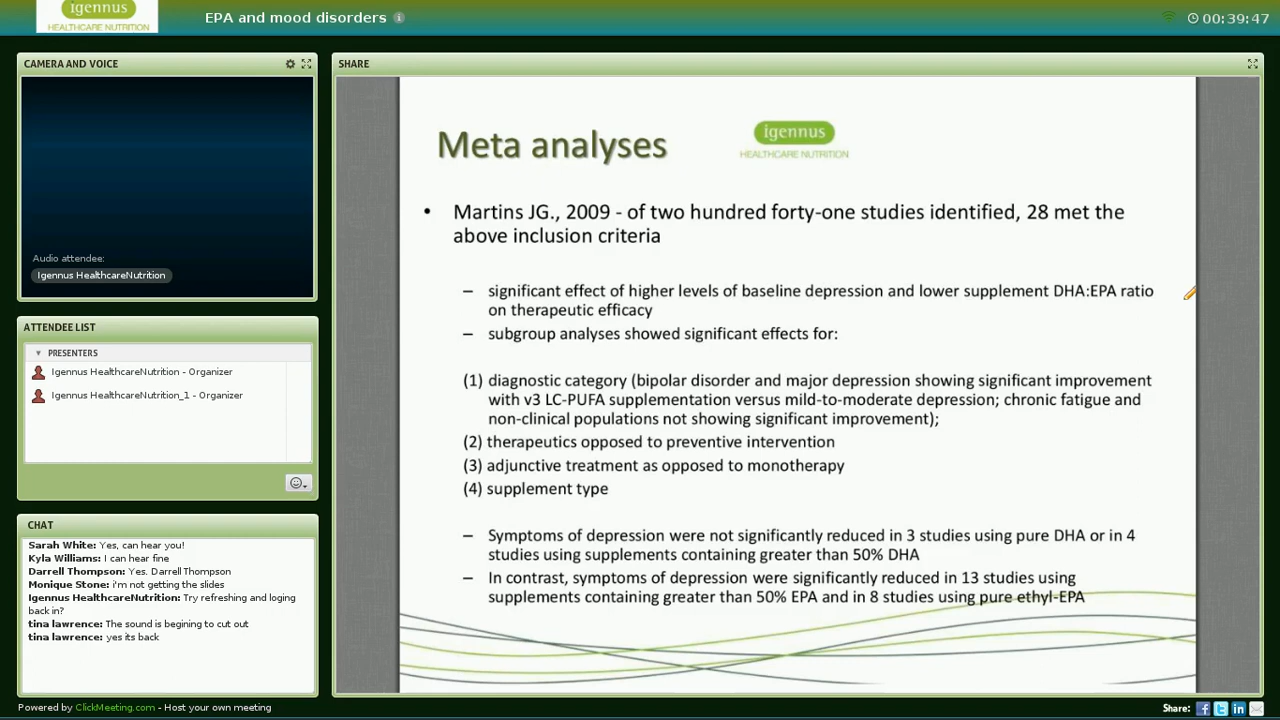 igennus
HEALTHCARE NUTRITION
EPA and mood disorders
00:39:47
CAMERA AND VOICE
Audio attendee:
Igennus HealthcareNutrition
ATTENDEE LIST
PRESENTERS
Igennus HealthcareNutrition - Organizer
Igennus HealthcareNutrition_1 - Organizer
CHAT
Sarah White: Yes, can hear you!
Kyla Williams: I can hear fine
Darrell Thompson: Yes. Darrell Thompson
Monique Stone: i'm not getting the slides
Igennus HealthcareNutrition: Try refreshing and loging
back in?
tina lawrence: The sound is begining to cut out
tina lawrence: yes its back
SHARE
Meta analyses
igennus
HEALTHCARE NUTRITION
• Martins JG., 2009 - of two hundred forty-one studies identified, 28 met the
above inclusion criteria
– significant effect of higher levels of baseline depression and lower supplement DHA:EPA ratio
on therapeutic efficacy
– subgroup analyses showed significant effects for:
(1) diagnostic category (bipolar disorder and major depression showing significant improvement
with v3 LC-PUFA supplementation versus mild-to-moderate depression; chronic fatigue and
non-clinical populations not showing significant improvement);
(2) therapeutics opposed to preventive intervention
(3) adjunctive treatment as opposed to monotherapy
(4) supplement type
– Symptoms of depression were not significantly reduced in 3 studies using pure DHA or in 4
studies using supplements containing greater than 50% DHA
– In contrast, symptoms of depression were significantly reduced in 13 studies using
supplements containing greater than 50% EPA and in 8 studies using pure ethyl-EPA
Powered by ClickMeeting.com - Host your own meeting
Share: